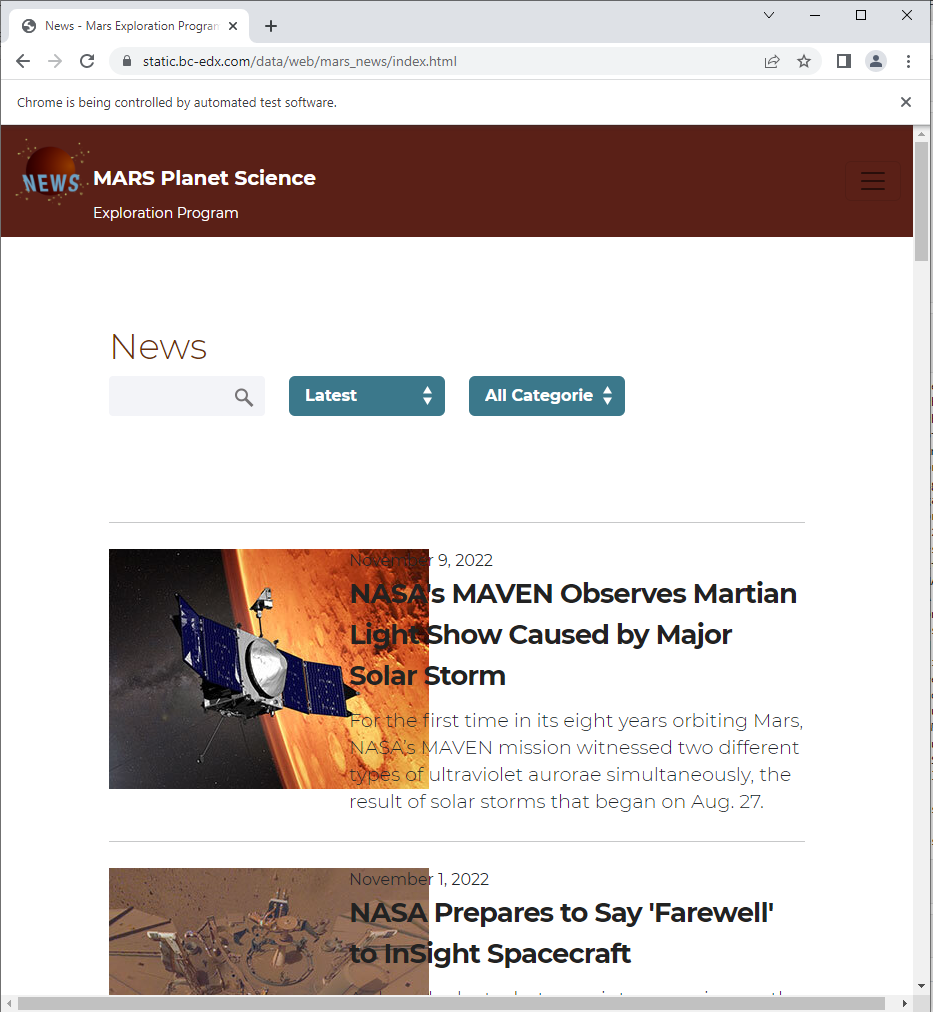 News - Mars Exploration Program
static.bc-edx.com/data/web/mars_news/index.html
Chrome is being controlled by automated test software.
NEWS
MARS Planet Science
Exploration Program
News
Latest
All Categorie
November 9, 2022
NASA's MAVEN Observes Martian
Light Show Caused by Major
Solar Storm
For the first time in its eight years orbiting Mars,
NASA's MAVEN mission witnessed two different
types of ultraviolet aurorae simultaneously, the
result of solar storms that began on Aug. 27.
November 1, 2022
NASA Prepares to Say 'Farewell'
to InSight Spacecraft